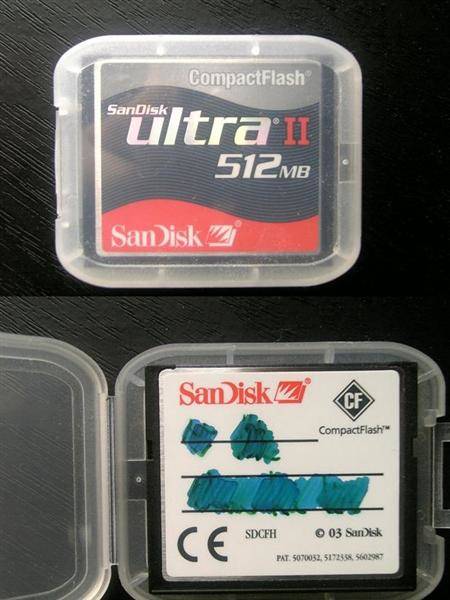 CompactFlash®
SanDisk
ultra® II
512MB
SanDisk®
SanDisk®
CF
CompactFlash™
CE
SDCFH
© 03 SanDisk
PAT. 5070032, 5172338, 5602987